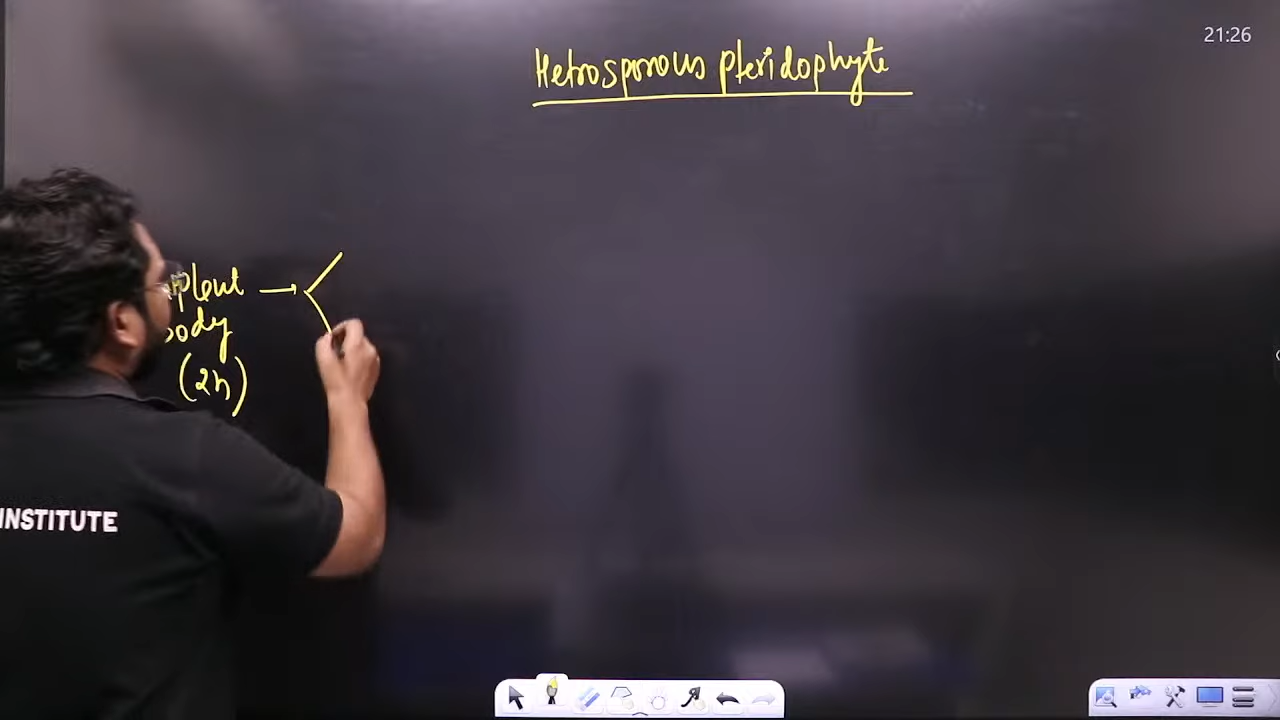 21:26
Hetrosporous pteridophyte
plant
body
(2n)
INSTITUTE